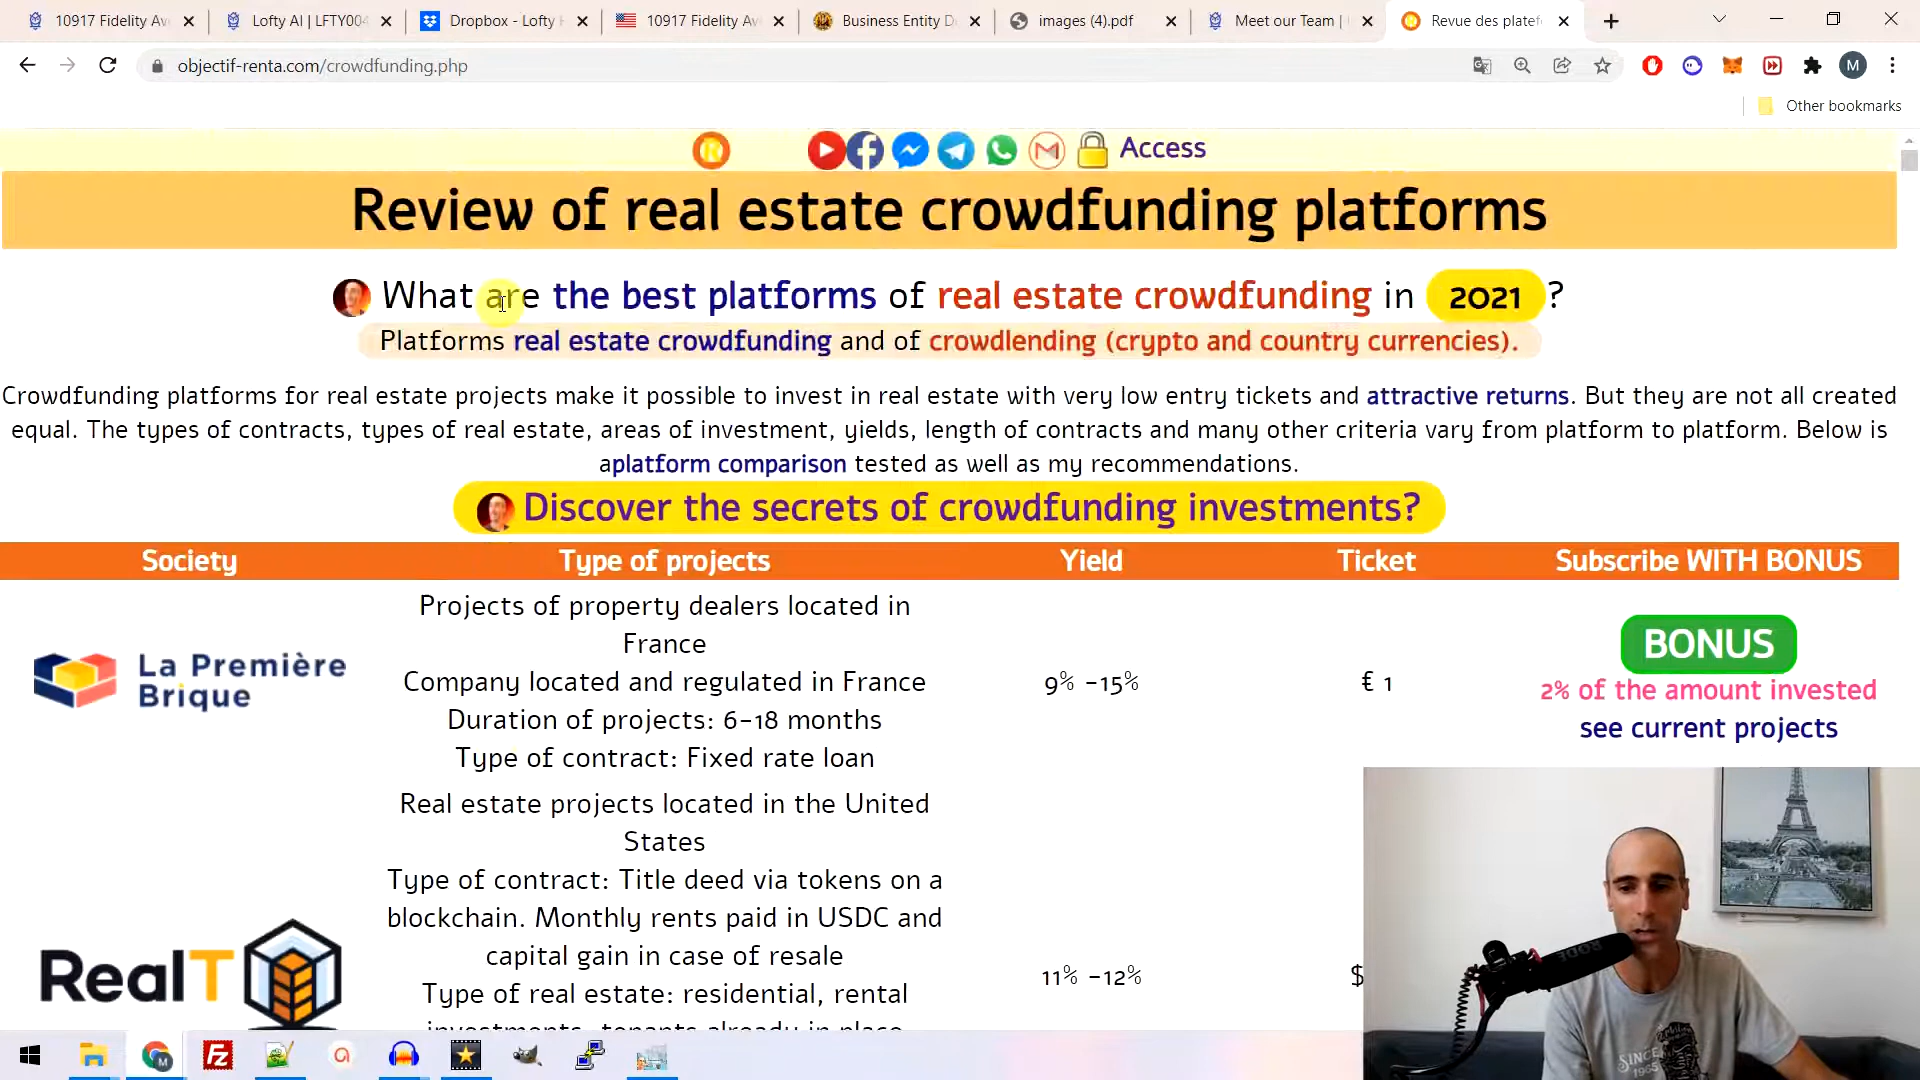 10917 Fidelity Av
Lofty AI | LFTY004
Dropbox - Lofty
10917 Fidelity Av
Business Entity D
images (4).pdf
Meet our Team |
Revue des platef
objectif-renta.com/crowdfunding.php
M
Other bookmarks
Access
Review of real estate crowdfunding platforms
What are the best platforms of real estate crowdfunding in 2021 ?
Platforms real estate crowdfunding and of crowdlending (crypto and country currencies).
Crowdfunding platforms for real estate projects make it possible to invest in real estate with very low entry tickets and attractive returns. But they are not all created
equal. The types of contracts, types of real estate, areas of investment, yields, length of contracts and many other criteria vary from platform to platform. Below is
aplatform comparison tested as well as my recommendations.
Discover the secrets of crowdfunding investments?
Society Type of projects Yield Ticket Subscribe WITH BONUS
La Première
Brique
Projects of property dealers located in
France
Company located and regulated in France
Duration of projects: 6-18 months
Type of contract: Fixed rate loan
9% -15%
€ 1
BONUS
2% of the amount invested
see current projects
RealT
Real estate projects located in the United
States
Type of contract: Title deed via tokens on a
blockchain. Monthly rents paid in USDC and
capital gain in case of resale
Type of real estate: residential, rental
investments, tenants already in place
11% -12%
$
RODE
SINCE
1965